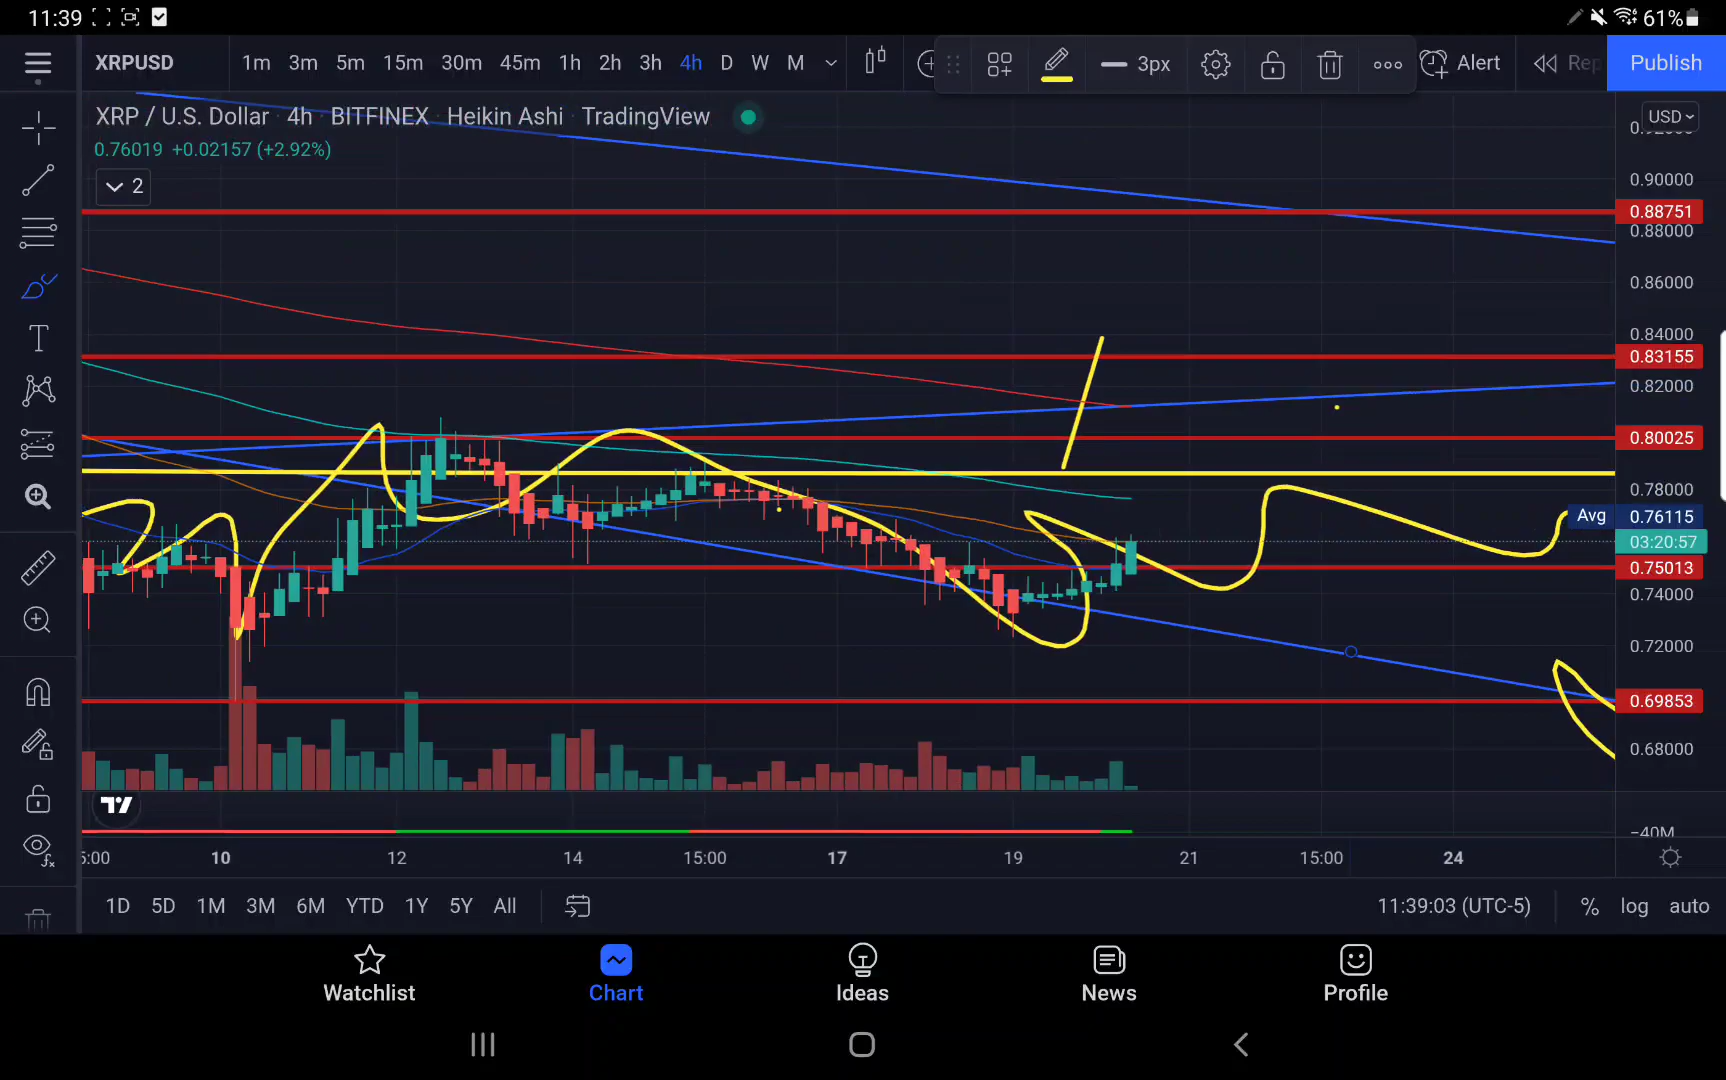 11:39
61%
XRPUSD 1m 3m 5m 15m 30m 45m 1h 2h 3h 4h D W M 3px Alert Rep Publish
XRP / U.S. Dollar 4h BITFINEX Heikin Ashi TradingView
0.76019 +0.02157 (+2.92%)
2
USD
0.90000
0.88751
0.88000
0.86000
0.84000
0.83155
0.82000
0.80025
0.78000
Avg 0.76115
03:20:57
0.75013
0.74000
0.72000
0.69853
0.68000
−40M
5:00 10 12 14 15:00 17 19 21 15:00 24
1D 5D 1M 3M 6M YTD 1Y 5Y All 11:39:03 (UTC-5) % log auto
Watchlist Chart Ideas News Profile